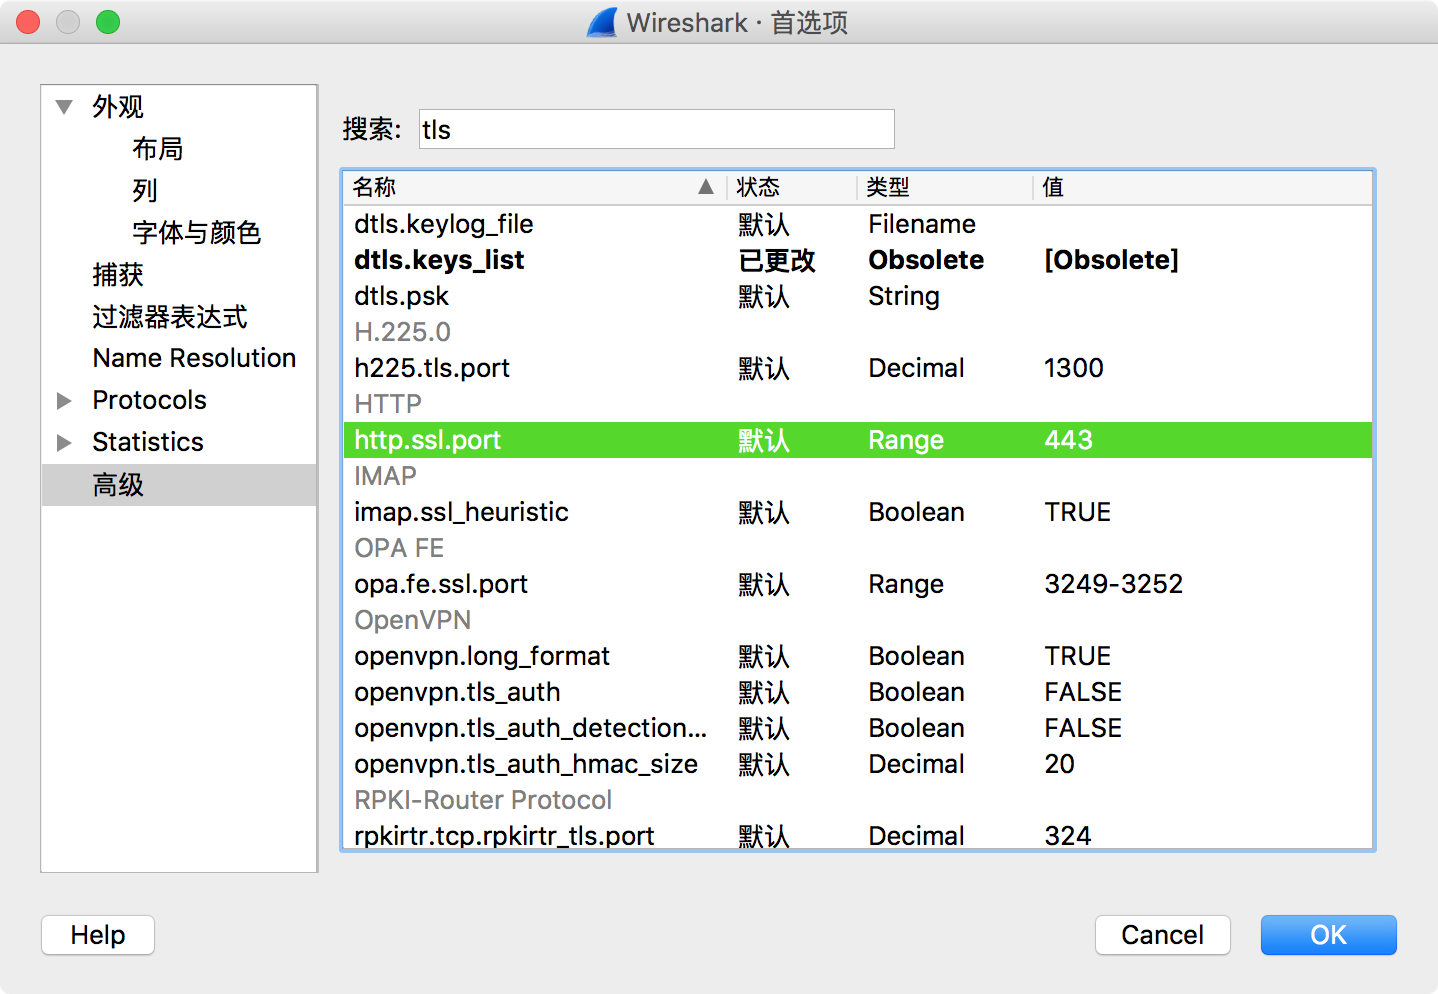 Wireshark · 首选项
外观
布局
列
字体与颜色
捕获
过滤器表达式
Name Resolution
Protocols
Statistics
高级
搜索: tls
名称 状态 类型 值
dtls.keylog_file 默认 Filename
dtls.keys_list 已更改 Obsolete [Obsolete]
dtls.psk 默认 String
H.225.0
h225.tls.port 默认 Decimal 1300
HTTP
http.ssl.port 默认 Range 443
IMAP
imap.ssl_heuristic 默认 Boolean TRUE
OPA FE
opa.fe.ssl.port 默认 Range 3249-3252
OpenVPN
openvpn.long_format 默认 Boolean TRUE
openvpn.tls_auth 默认 Boolean FALSE
openvpn.tls_auth_detection... 默认 Boolean FALSE
openvpn.tls_auth_hmac_size 默认 Decimal 20
RPKI-Router Protocol
rpkirtr.tcp.rpkirtr_tls.port 默认 Decimal 324
Help Cancel OK